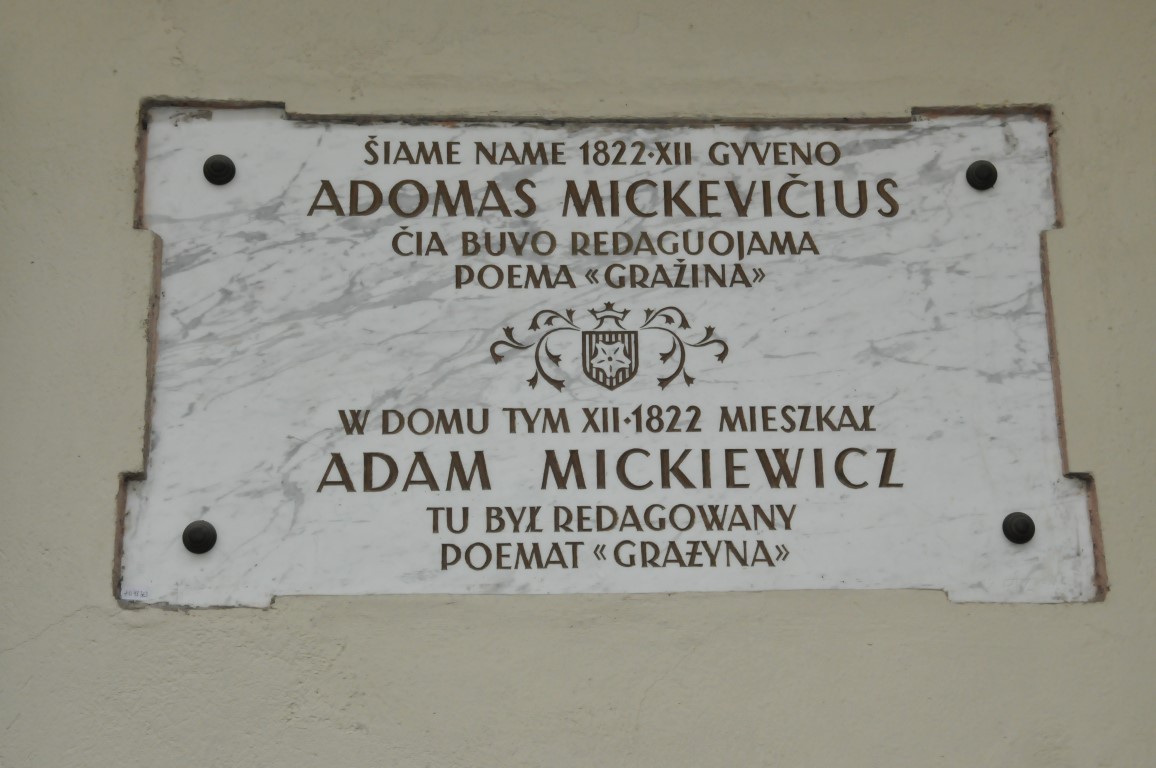 ŠIAME NAME 1822·XII GYVENO
ADOMAS MICKEVIČIUS
ČIA BUVO REDAGUOJAMA
POEMA «GRAŽINA»
W DOMU TYM XII·1822 MIESZKAŁ
ADAM MICKIEWICZ
TU BYŁ REDAGOWANY
POEMAT «GRAŻYNA»